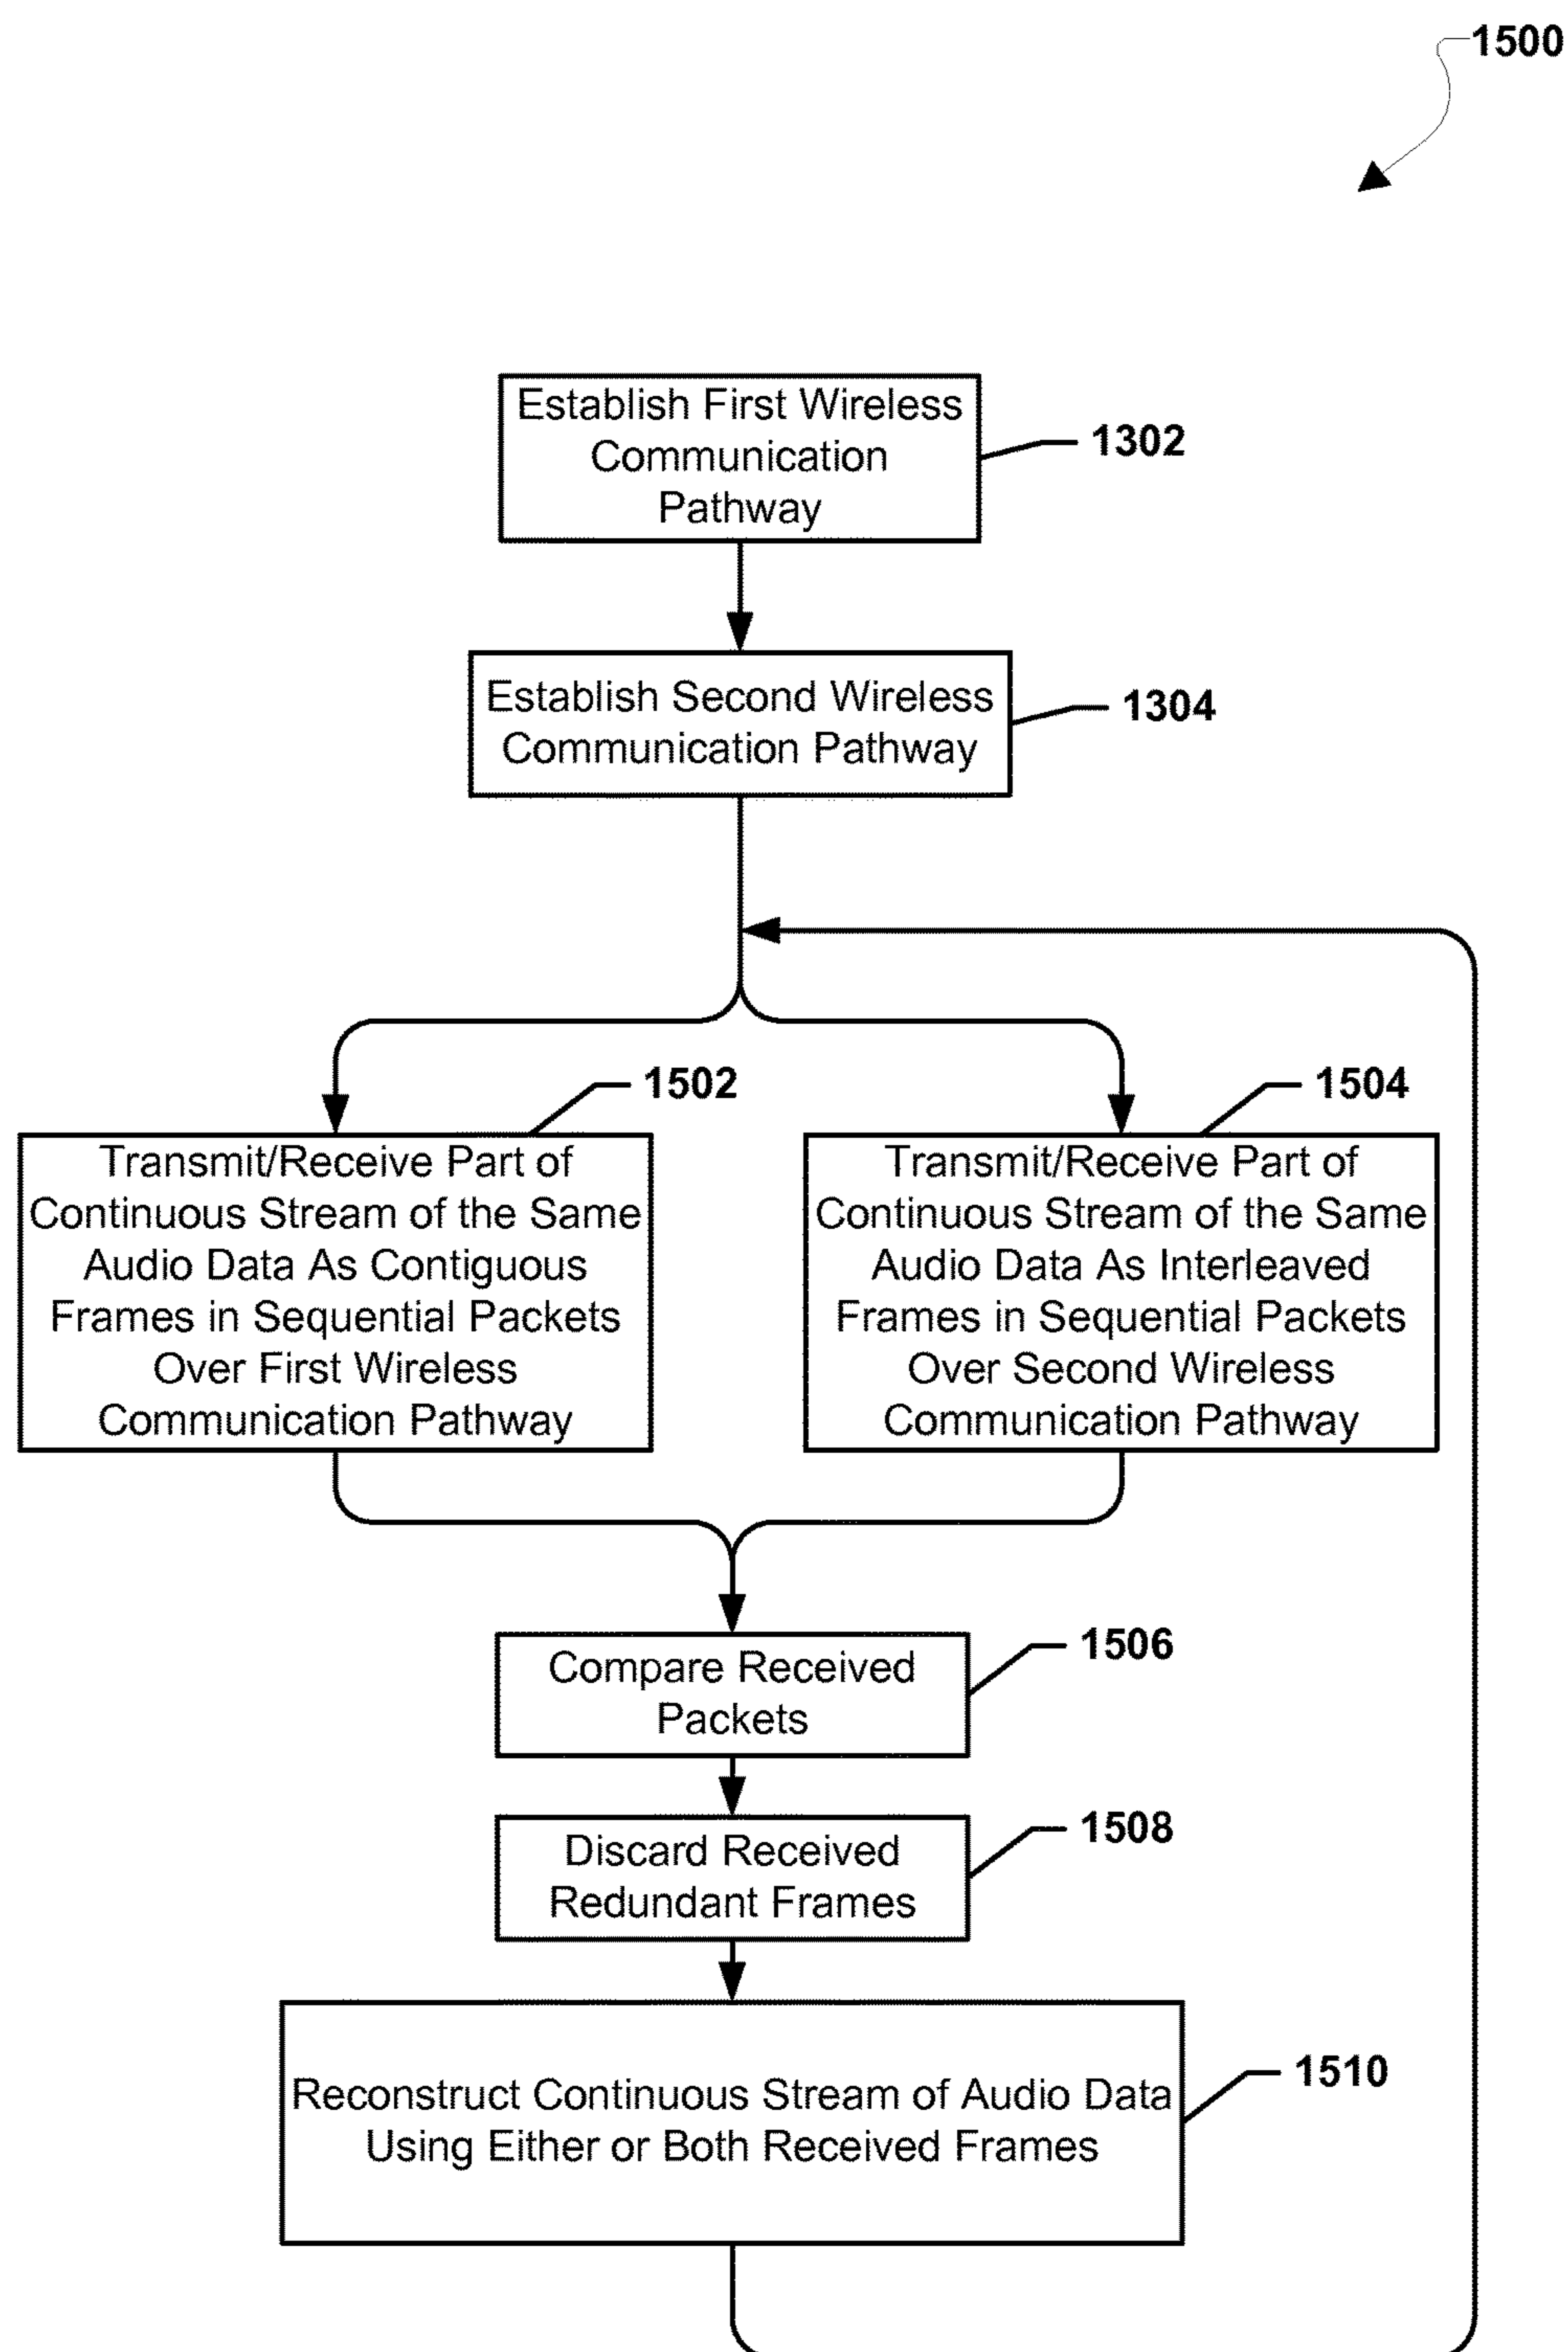 1500
Establish First Wireless
Communication
Pathway
1302
Establish Second Wireless
Communication Pathway
1304
1502
Transmit/Receive Part of
Continuous Stream of the Same
Audio Data As Contiguous
Frames in Sequential Packets
Over First Wireless
Communication Pathway
1504
Transmit/Receive Part of
Continuous Stream of the Same
Audio Data As Interleaved
Frames in Sequential Packets
Over Second Wireless
Communication Pathway
Compare Received
Packets
1506
Discard Received
Redundant Frames
1508
Reconstruct Continuous Stream of Audio Data
Using Either or Both Received Frames
1510